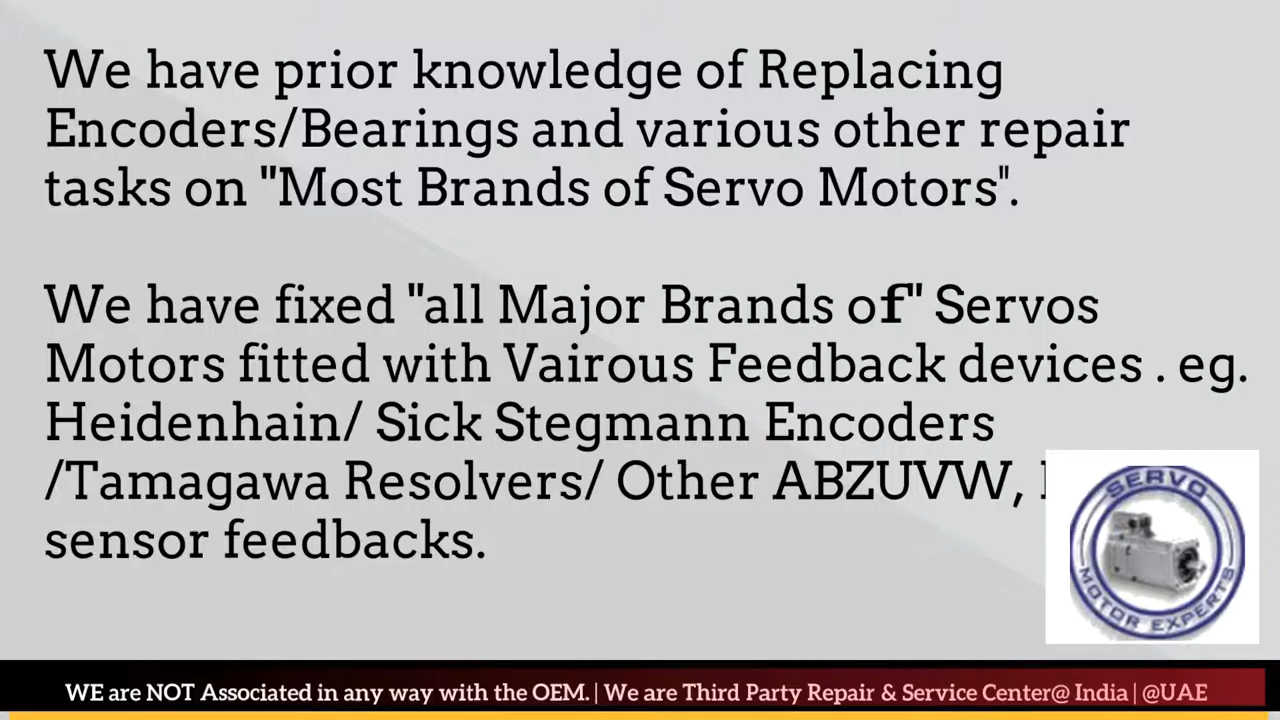 We have prior knowledge of Replacing
Encoders/Bearings and various other repair
tasks on "Most Brands of Servo Motors".
We have fixed "all Major Brands of" Servos
Motors fitted with Vairous Feedback devices . eg.
Heidenhain/ Sick Stegmann Encoders
/Tamagawa Resolvers/ Other ABZUVW,
sensor feedbacks.
SERVO
MOTOR EXPERTS
WE are NOT Associated in any way with the OEM. | We are Third Party Repair & Service Center@ India | @UAE